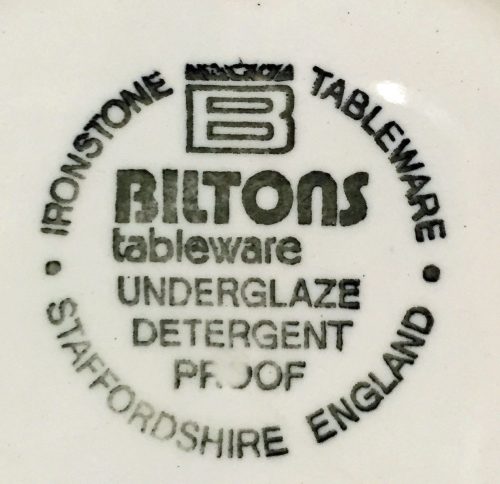 IRONSTONE TABLEWARE
B
BILTONS
tableware
UNDERGLAZE
DETERGENT
PROOF
STAFFORDSHIRE ENGLAND